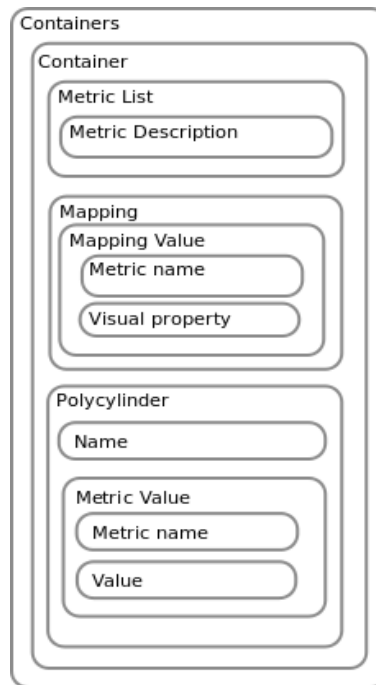 Containers
Container
Metric List
Metric Description
Mapping
Mapping Value
Metric name
Visual property
Polycylinder
Name
Metric Value
Metric name
Value